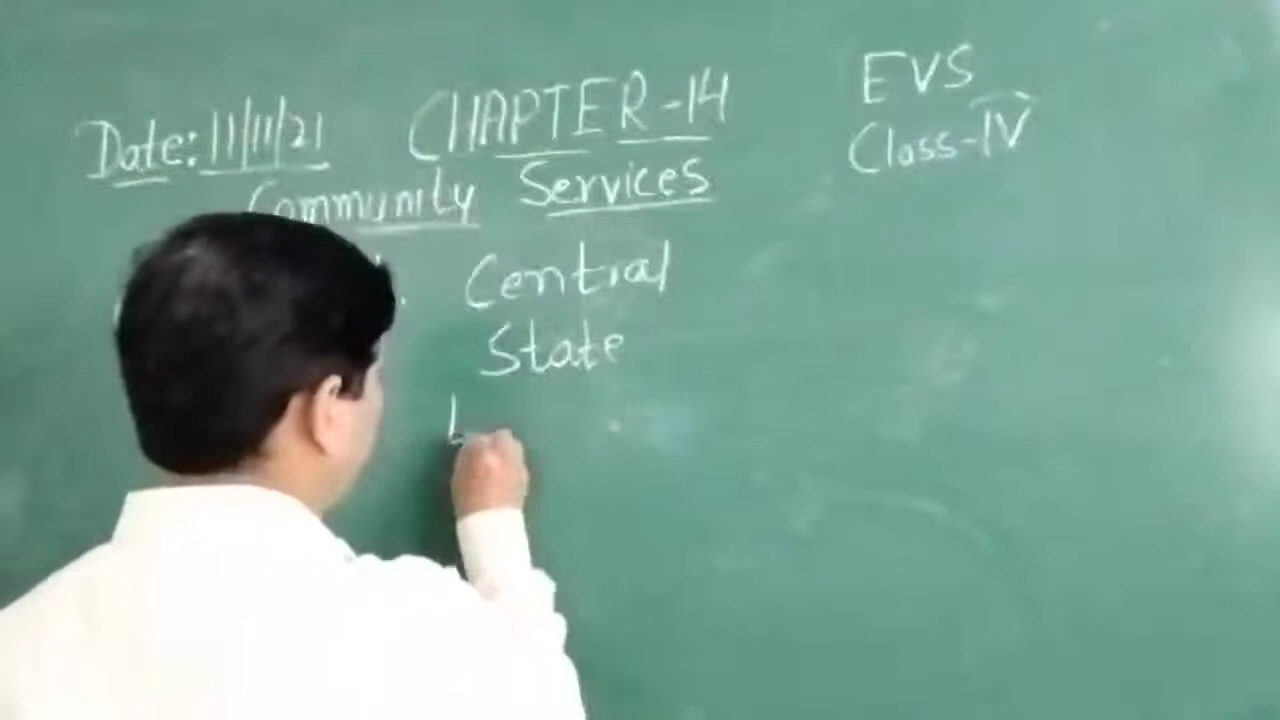 Date: 11/11/21 CHAPTER-14 EVS
Community Services Class-IV
Central
State
L